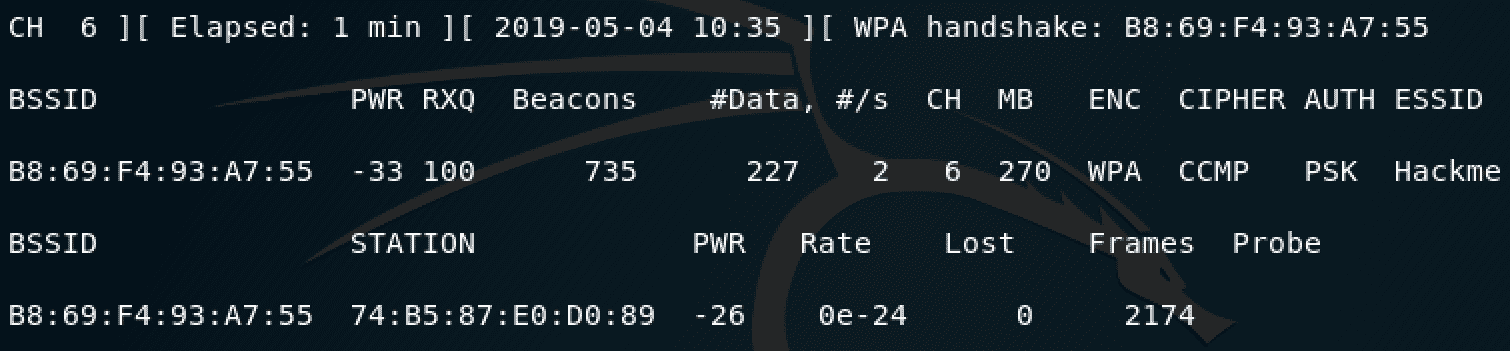 CH 6 ][ Elapsed: 1 min ][ 2019-05-04 10:35 ][ WPA handshake: B8:69:F4:93:A7:55
BSSID PWR RXQ Beacons #Data, #/s CH MB ENC CIPHER AUTH ESSID
B8:69:F4:93:A7:55 -33 100 735 227 2 6 270 WPA CCMP PSK Hackme
BSSID STATION PWR Rate Lost Frames Probe
B8:69:F4:93:A7:55 74:B5:87:E0:D0:89 -26 0e-24 0 2174